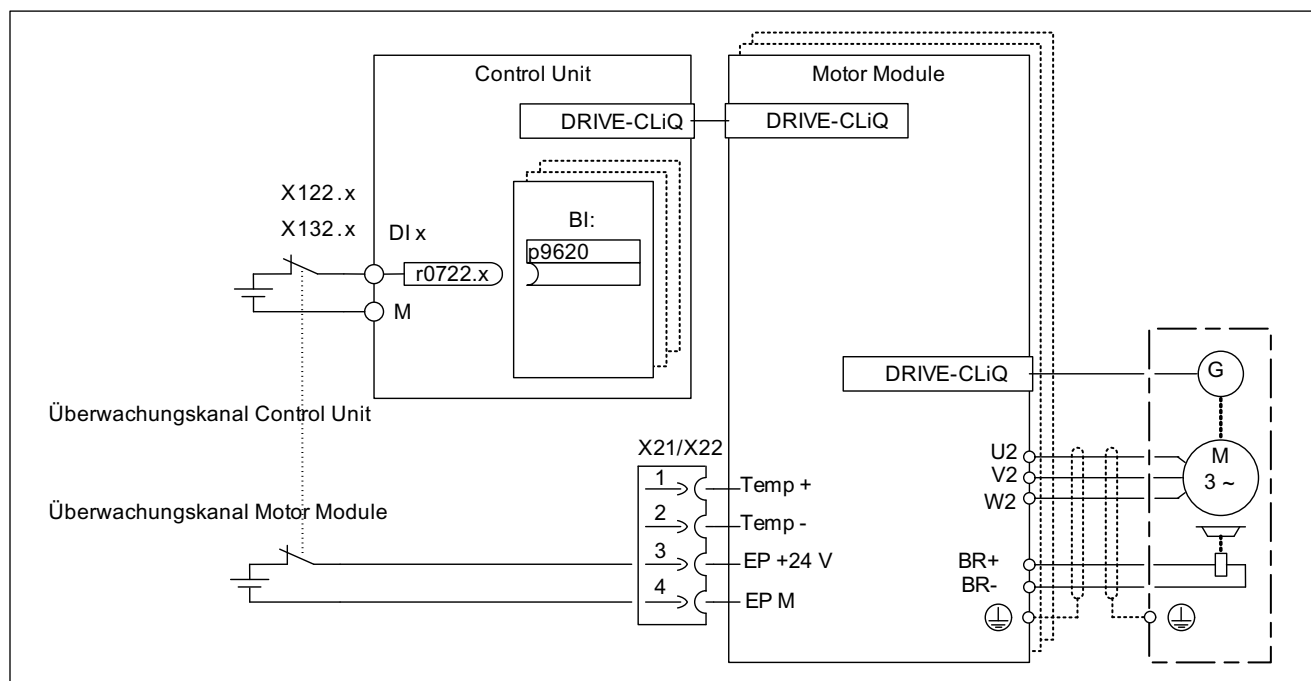 Control Unit
Motor Module
DRIVE-CLiQ
DRIVE-CLiQ
X122.x
X132.x
DI x
BI:
p9620
r0722.x
M
DRIVE-CLiQ
G
Überwachungskanal Control Unit
X21/X22
U2
V2
W2
M
3 ~
1
Temp +
Überwachungskanal Motor Module
2
Temp -
3
EP +24 V
BR+
BR-
4
EP M